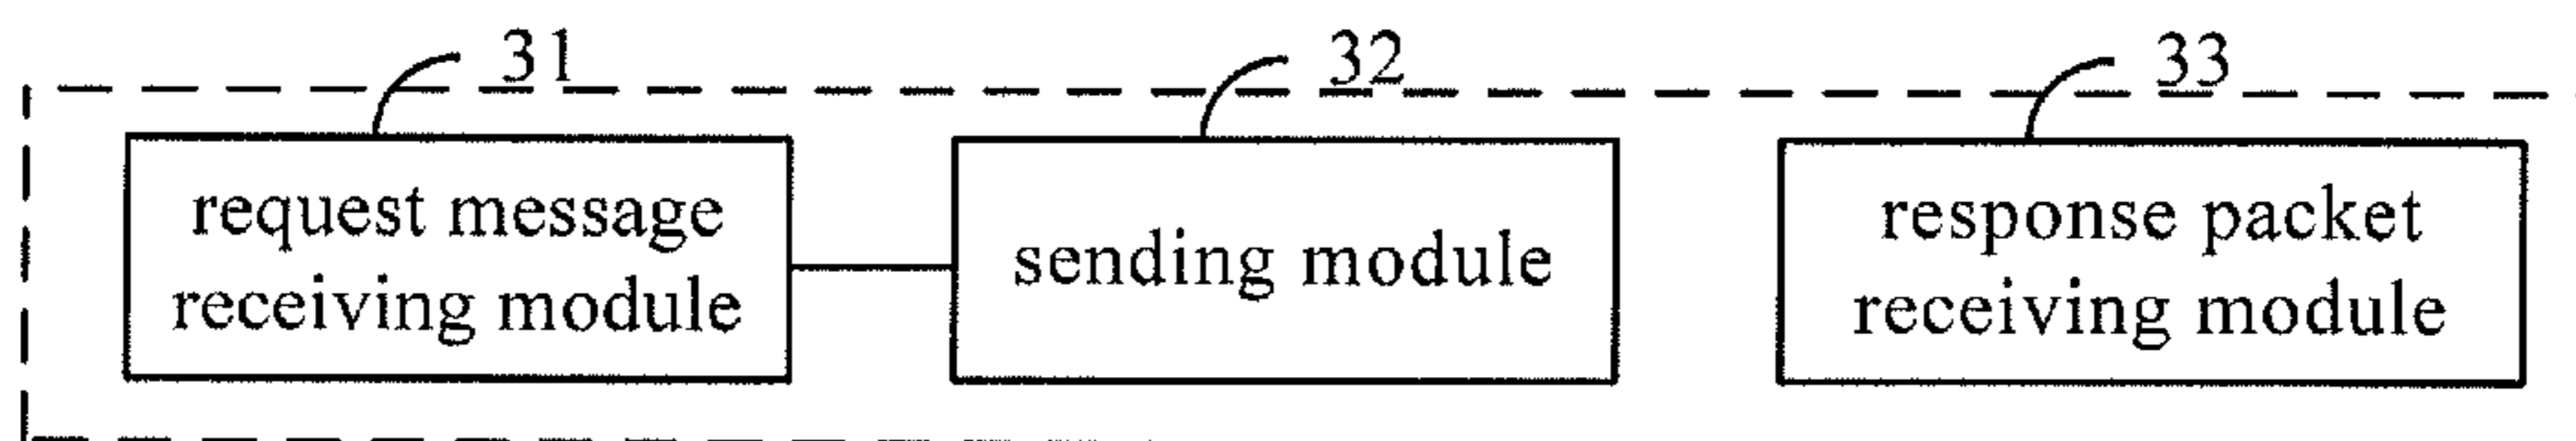 31 32 33
request message
receiving module
sending module
response packet
receiving module